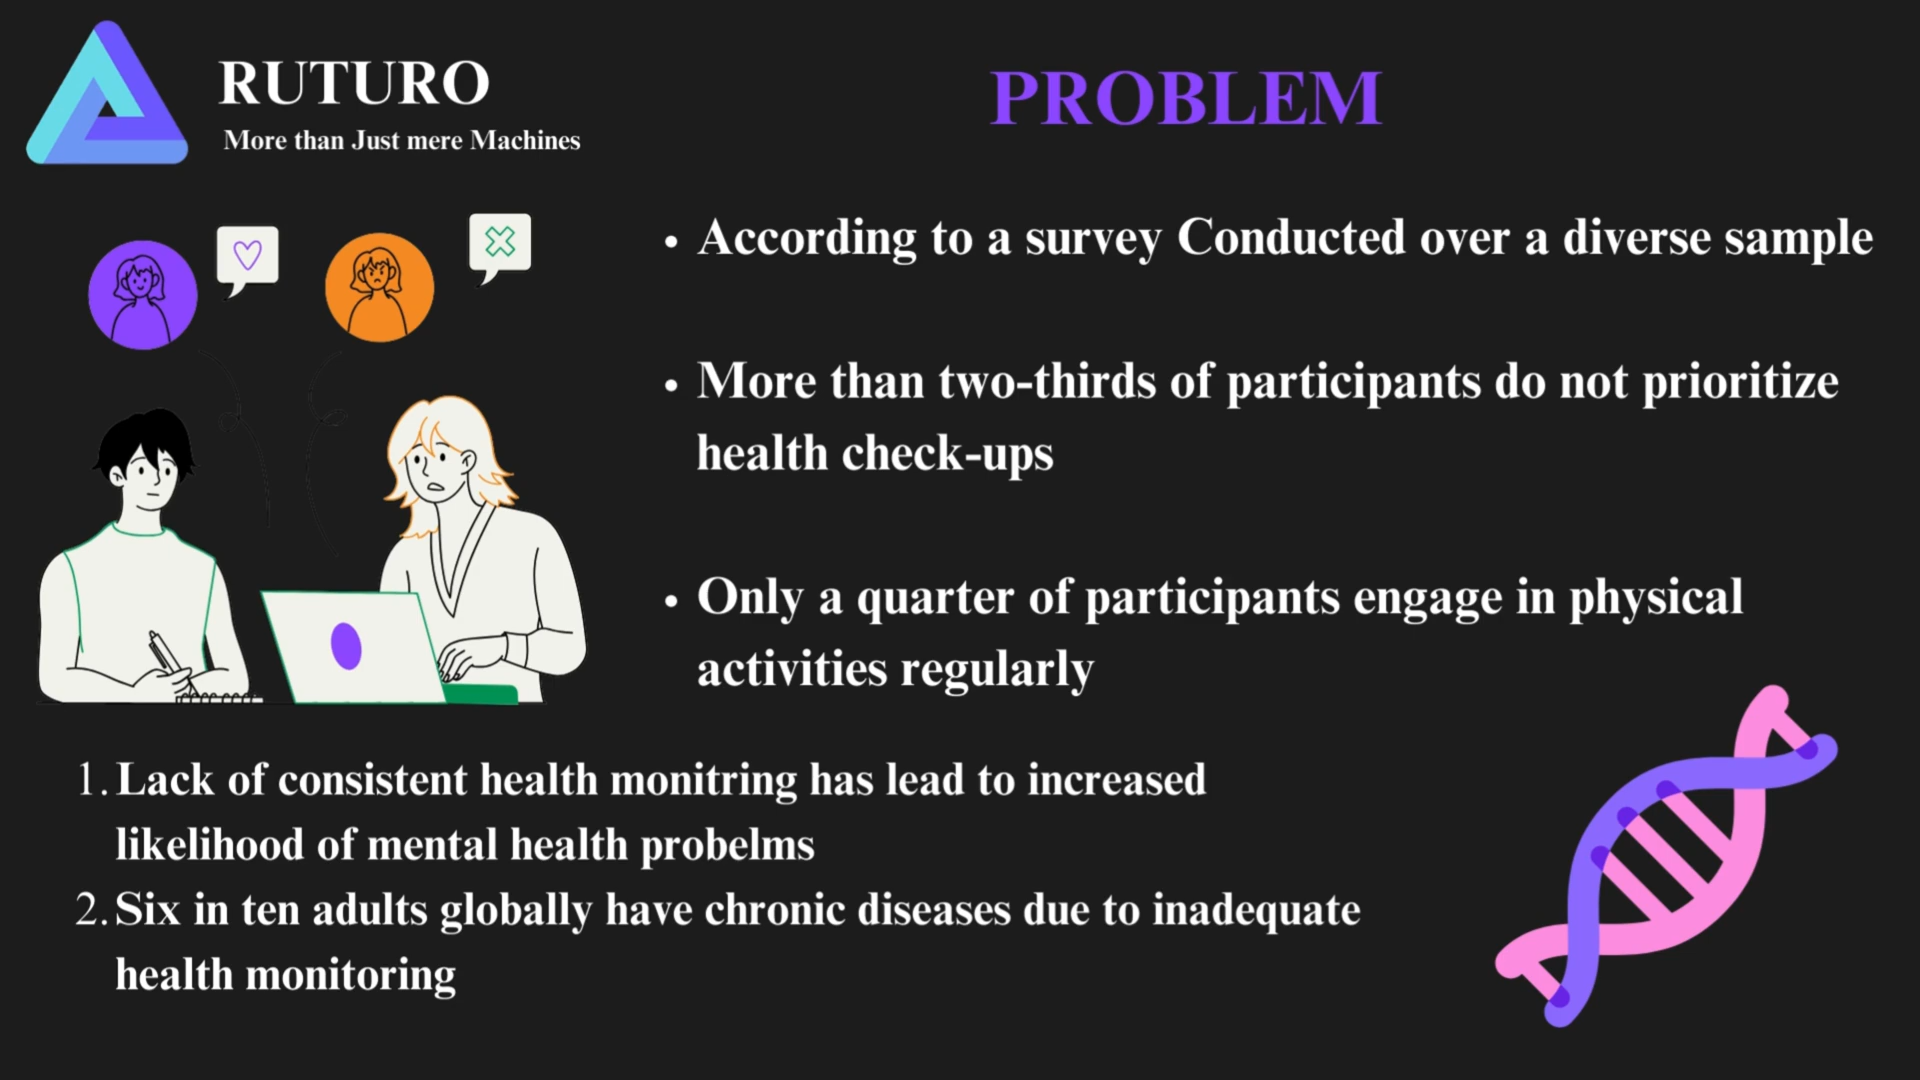 RUTURO
More than Just mere Machines
PROBLEM
• According to a survey Conducted over a diverse sample
• More than two-thirds of participants do not prioritize
health check-ups
• Only a quarter of participants engage in physical
activities regularly
1. Lack of consistent health monitring has lead to increased
likelihood of mental health probelms
2. Six in ten adults globally have chronic diseases due to inadequate
health monitoring